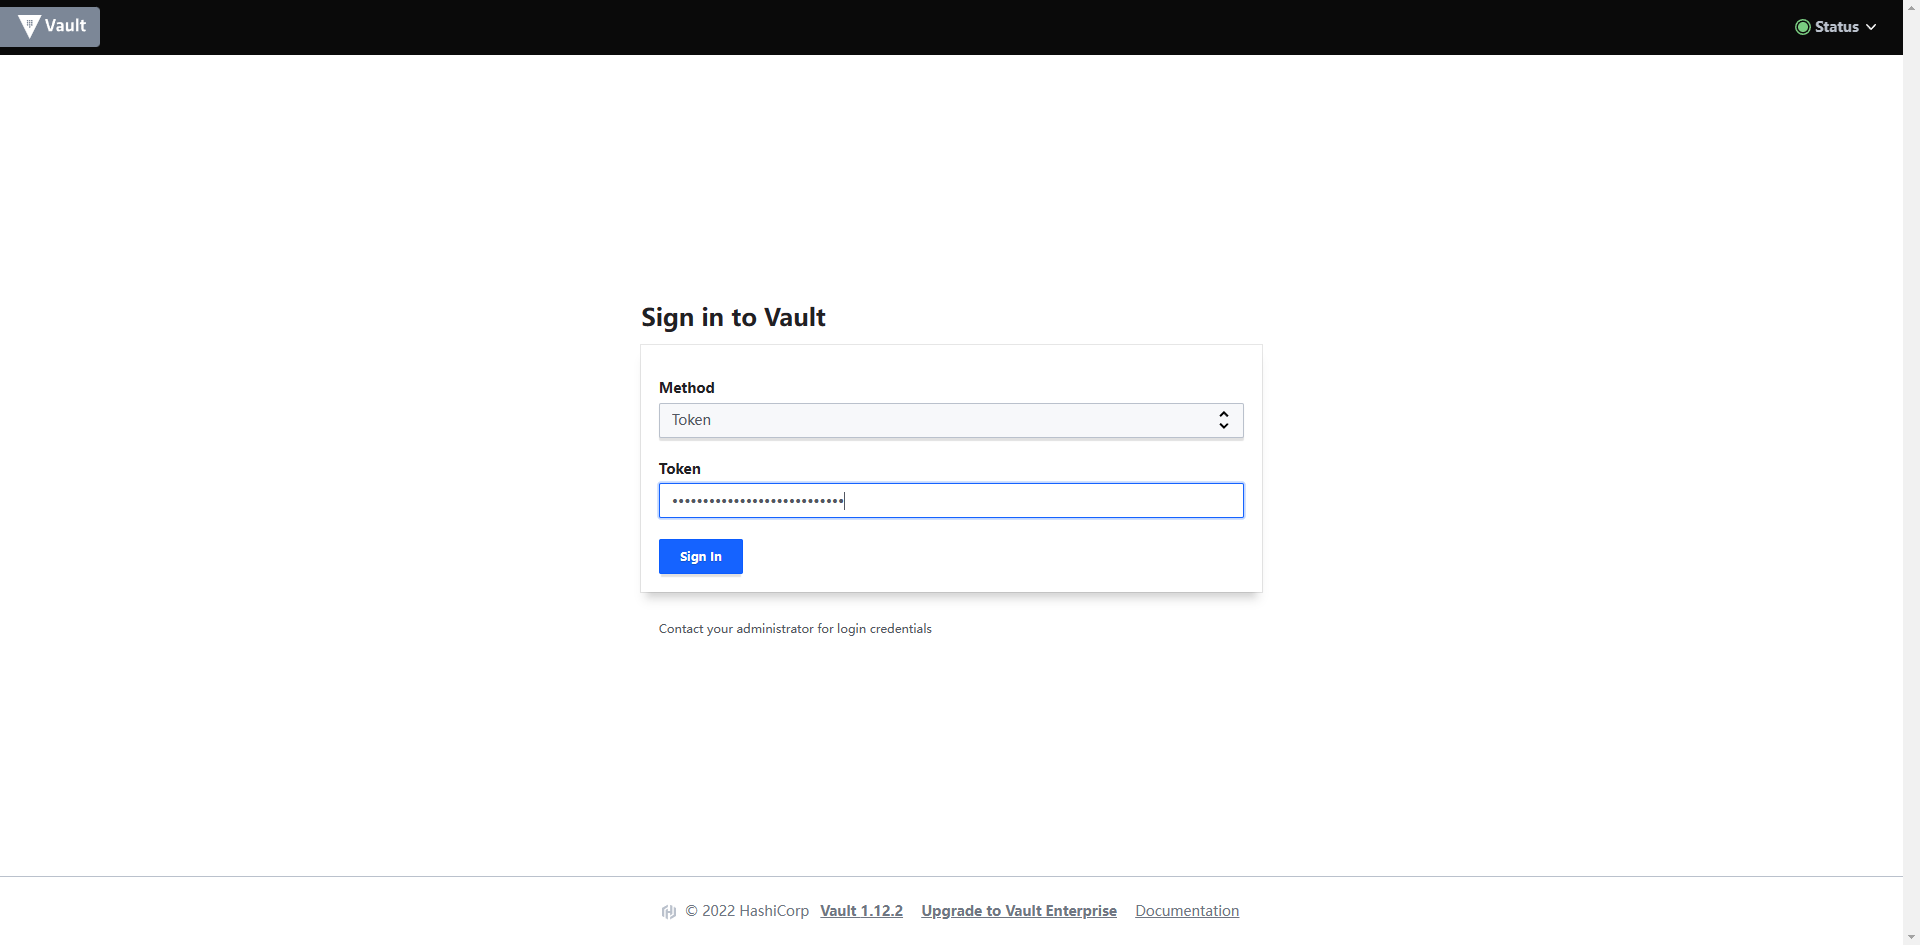 Vault
Status
Sign in to Vault
Method
Token
Token
••••••••••••••••••••••••••••
Sign In
Contact your administrator for login credentials
© 2022 HashiCorp Vault 1.12.2 Upgrade to Vault Enterprise Documentation